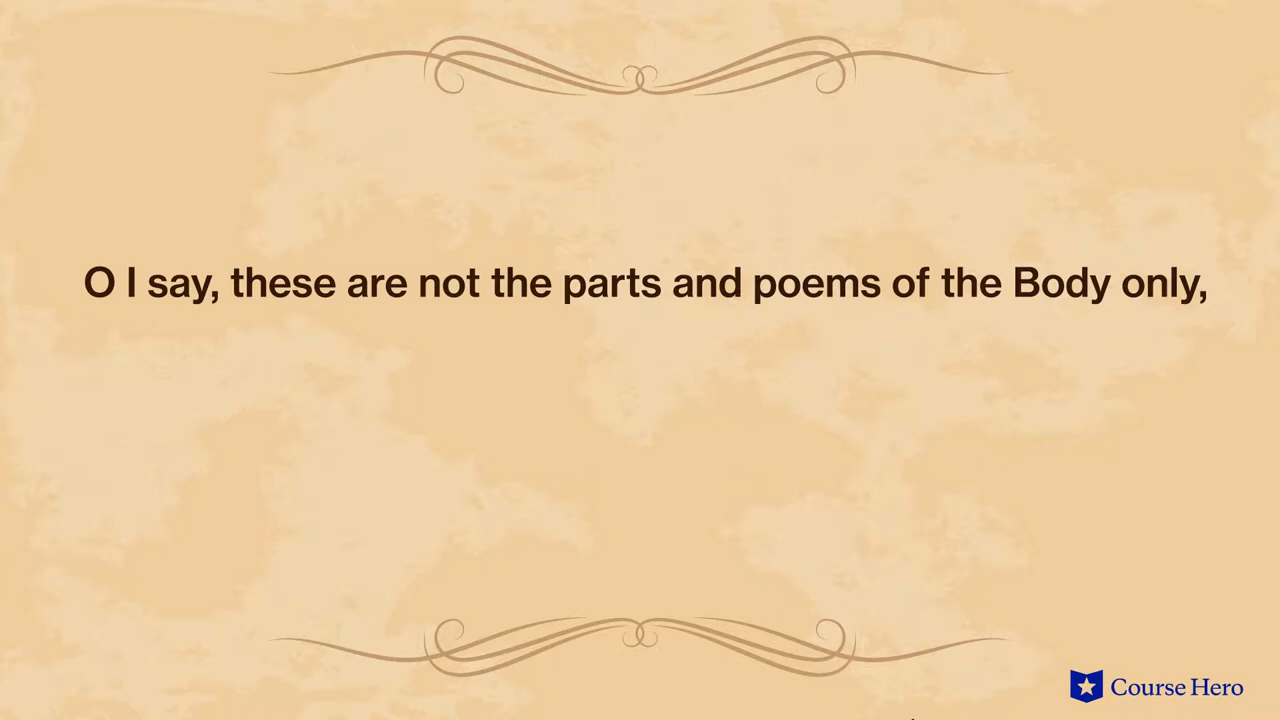 O I say, these are not the parts and poems of the Body only,
Course Hero